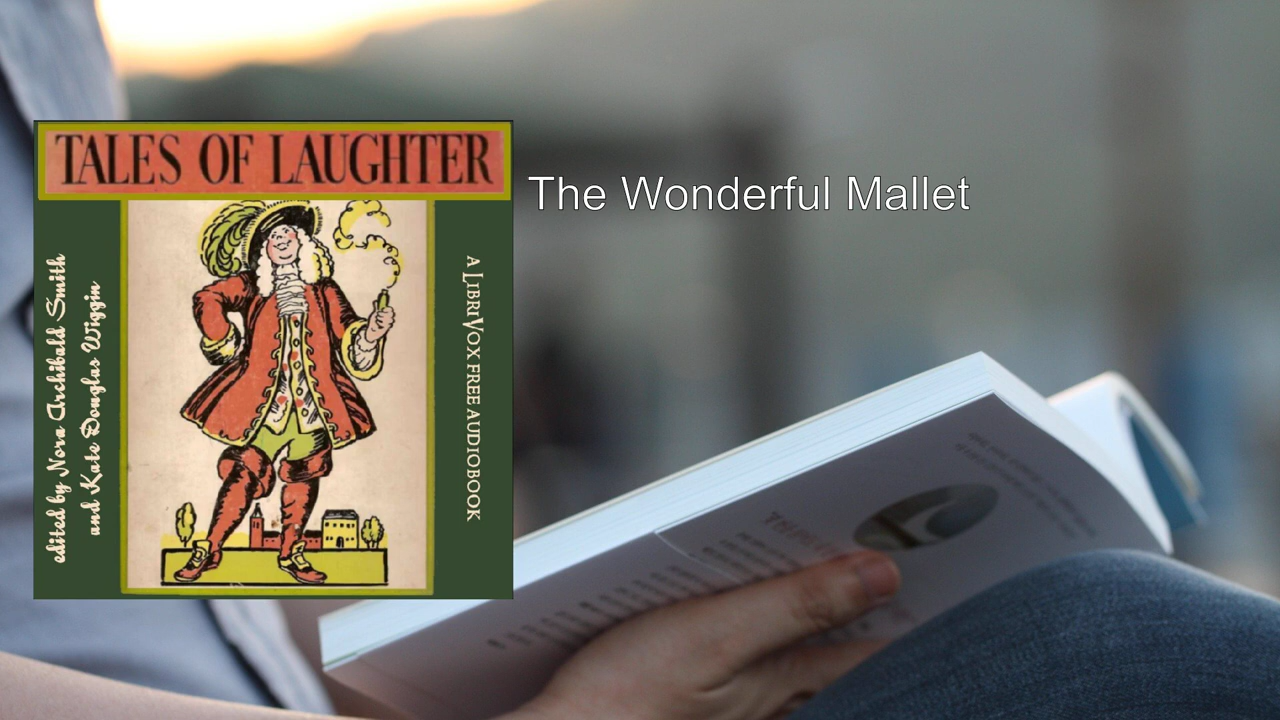 TALES OF LAUGHTER
The Wonderful Mallet
edited by Nora Archibald Smith
and Kate Douglas Wiggin
A LIBRIVOX FREE AUDIOBOOK